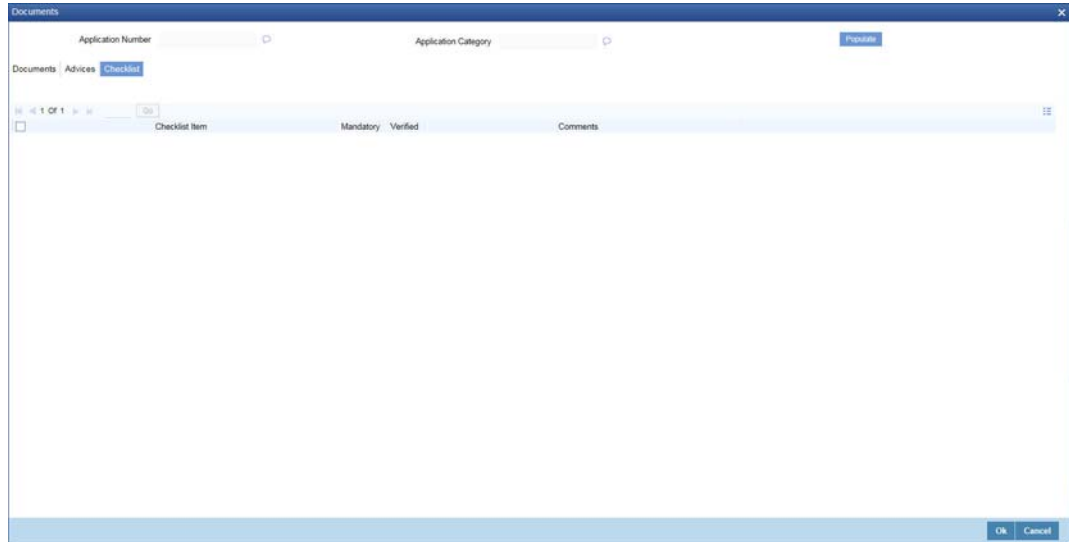 Documents
Application Number Application Category Populate
Documents Advices Checklist
1 Of 1 Go
Checklist Item Mandatory Verified Comments
Ok Cancel